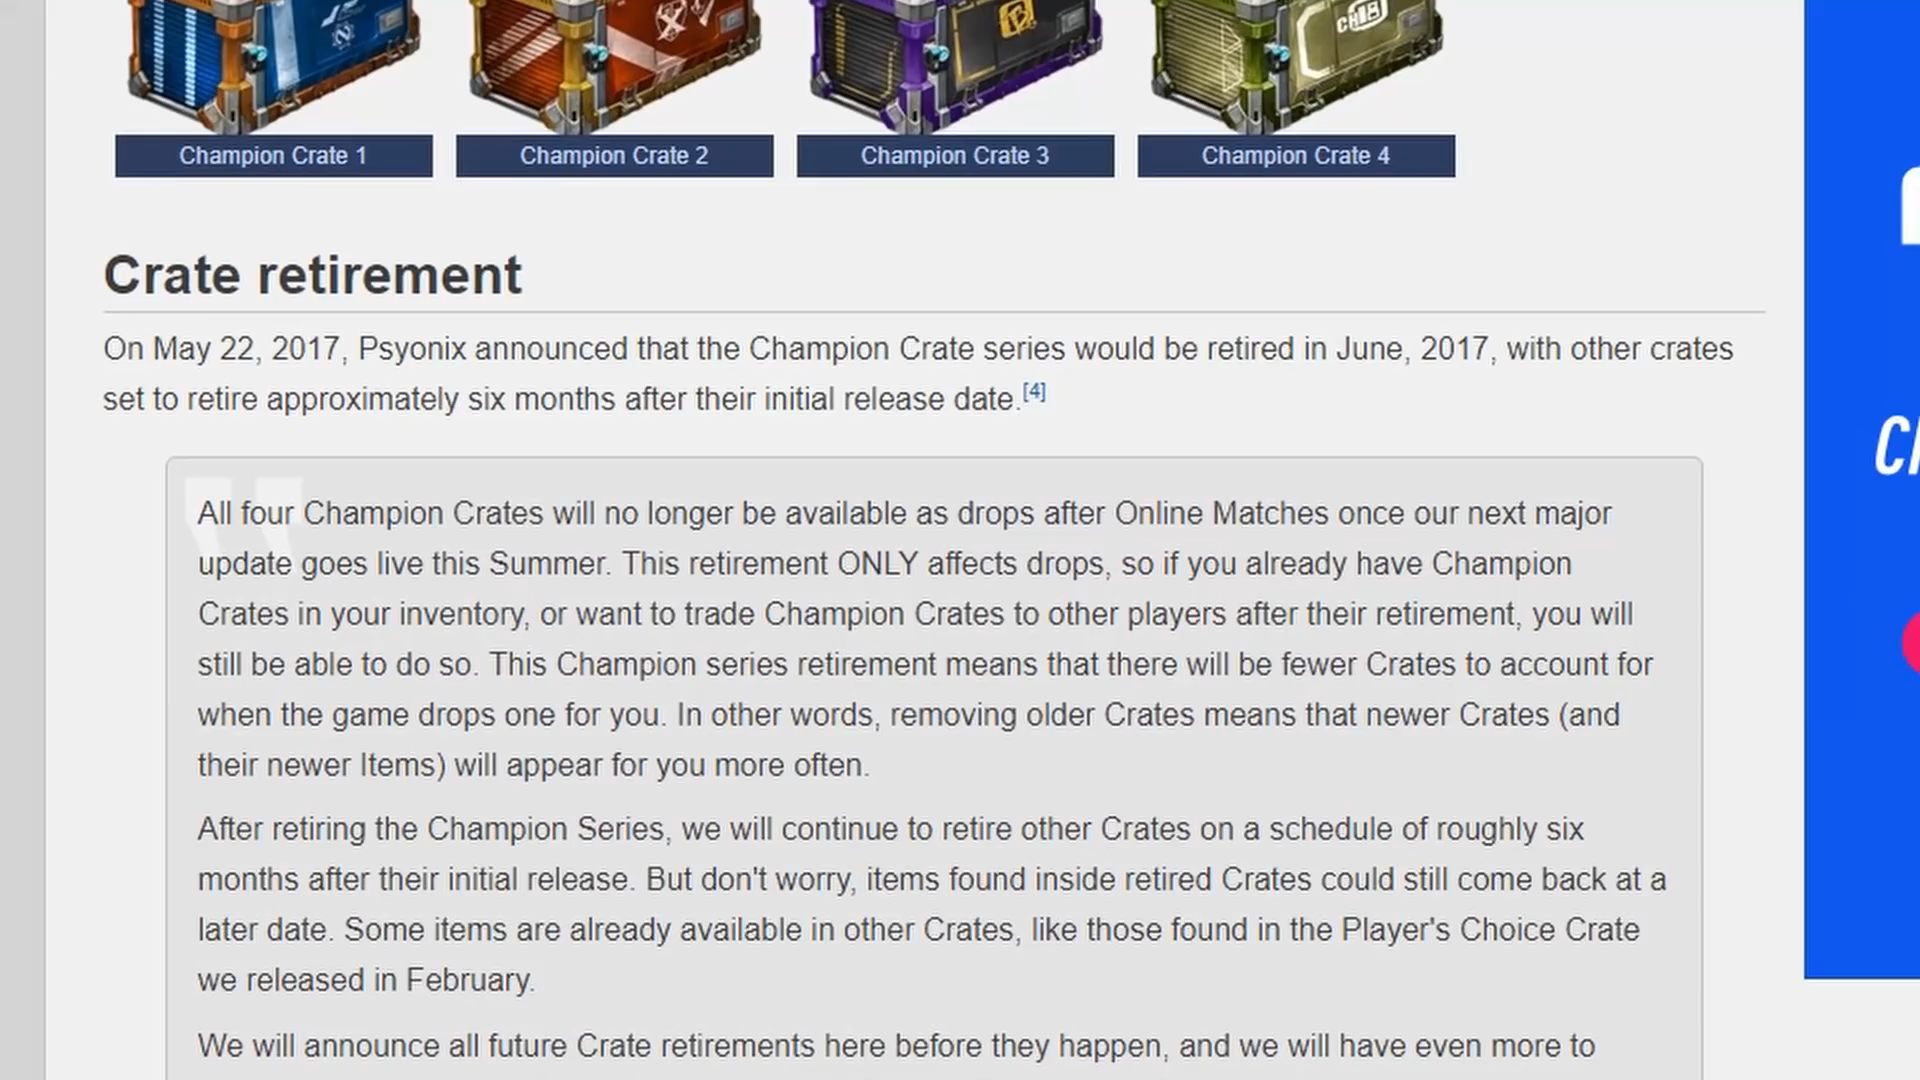 CH18
Champion Crate 1
Champion Crate 2
Champion Crate 3
Champion Crate 4
Crate retirement
On May 22, 2017, Psyonix announced that the Champion Crate series would be retired in June, 2017, with other crates
set to retire approximately six months after their initial release date.[4]
All four Champion Crates will no longer be available as drops after Online Matches once our next major
update goes live this Summer. This retirement ONLY affects drops, so if you already have Champion
Crates in your inventory, or want to trade Champion Crates to other players after their retirement, you will
still be able to do so. This Champion series retirement means that there will be fewer Crates to account for
when the game drops one for you. In other words, removing older Crates means that newer Crates (and
their newer Items) will appear for you more often.
After retiring the Champion Series, we will continue to retire other Crates on a schedule of roughly six
months after their initial release. But don't worry, items found inside retired Crates could still come back at a
later date. Some items are already available in other Crates, like those found in the Player's Choice Crate
we released in February.
We will announce all future Crate retirements here before they happen, and we will have even more to